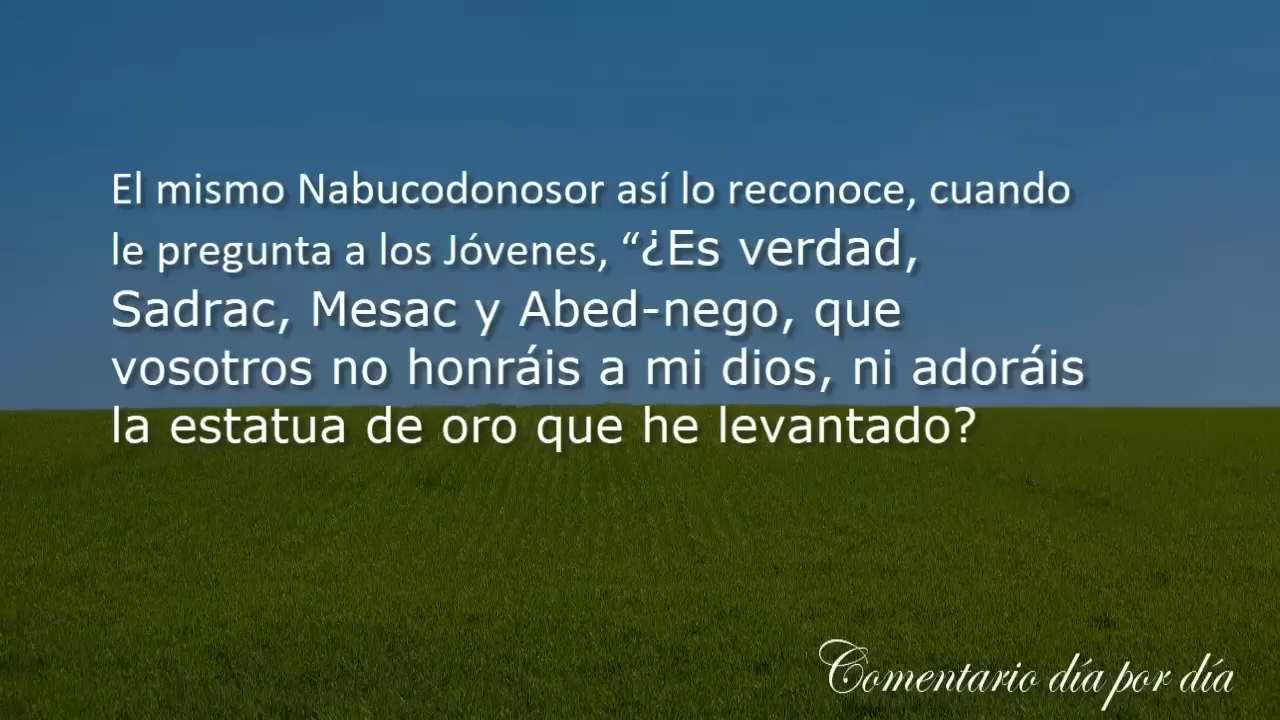 El mismo Nabucodonosor así lo reconoce, cuando
le pregunta a los Jóvenes, “¿Es verdad,
Sadrac, Mesac y Abed-nego, que
vosotros no honráis a mi dios, ni adoráis
la estatua de oro que he levantado?
Comentario día por día